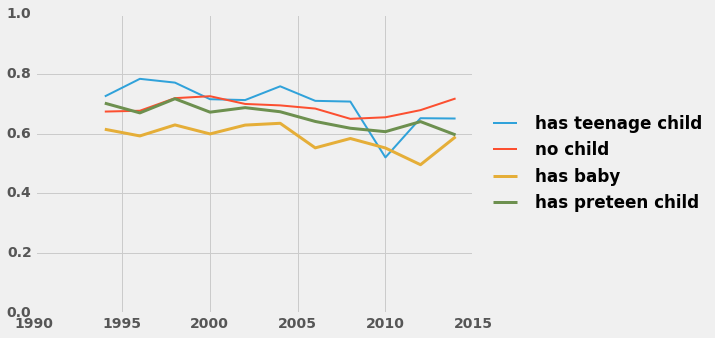 1.0
0.8
0.6
0.4
0.2
0.0
1990 1995 2000 2005 2010 2015
has teenage child
no child
has baby
has preteen child